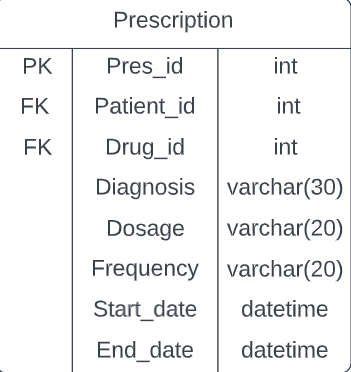 Prescription
PK Pres_id int
FK Patient_id int
FK Drug_id int
Diagnosis varchar(30)
Dosage varchar(20)
Frequency varchar(20)
Start_date datetime
End_date datetime